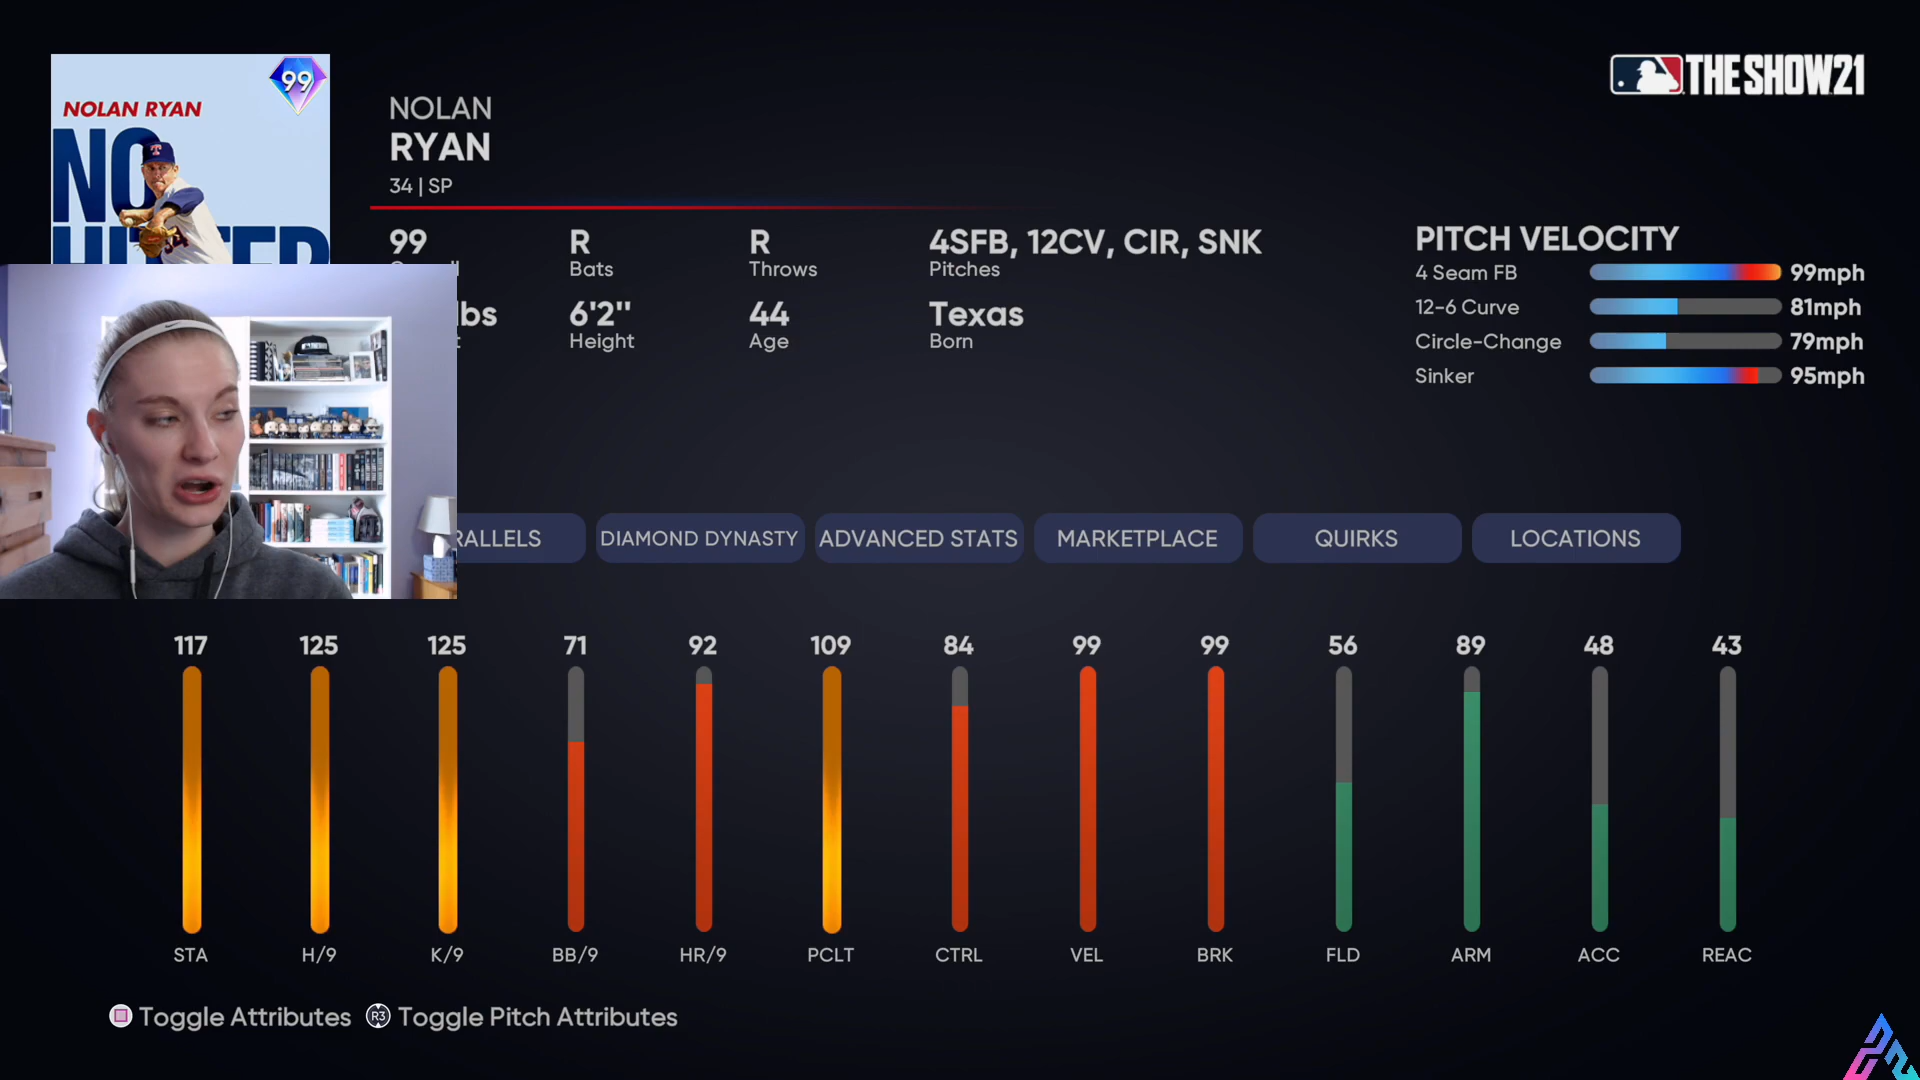 99
NOLAN RYAN
NO
THE SHOW 21
NOLAN
RYAN
34 | SP
99
R
Bats
R
Throws
4SFB, 12CV, CIR, SNK
Pitches
lbs
6'2"
Height
44
Age
Texas
Born
PITCH VELOCITY
4 Seam FB 99mph
12-6 Curve 81mph
Circle-Change 79mph
Sinker 95mph
RALLELS
DIAMOND DYNASTY
ADVANCED STATS
MARKETPLACE
QUIRKS
LOCATIONS
117 125 125 71 92 109 84 99 99 56 89 48 43
STA H/9 K/9 BB/9 HR/9 PCLT CTRL VEL BRK FLD ARM ACC REAC
Toggle Attributes R3 Toggle Pitch Attributes